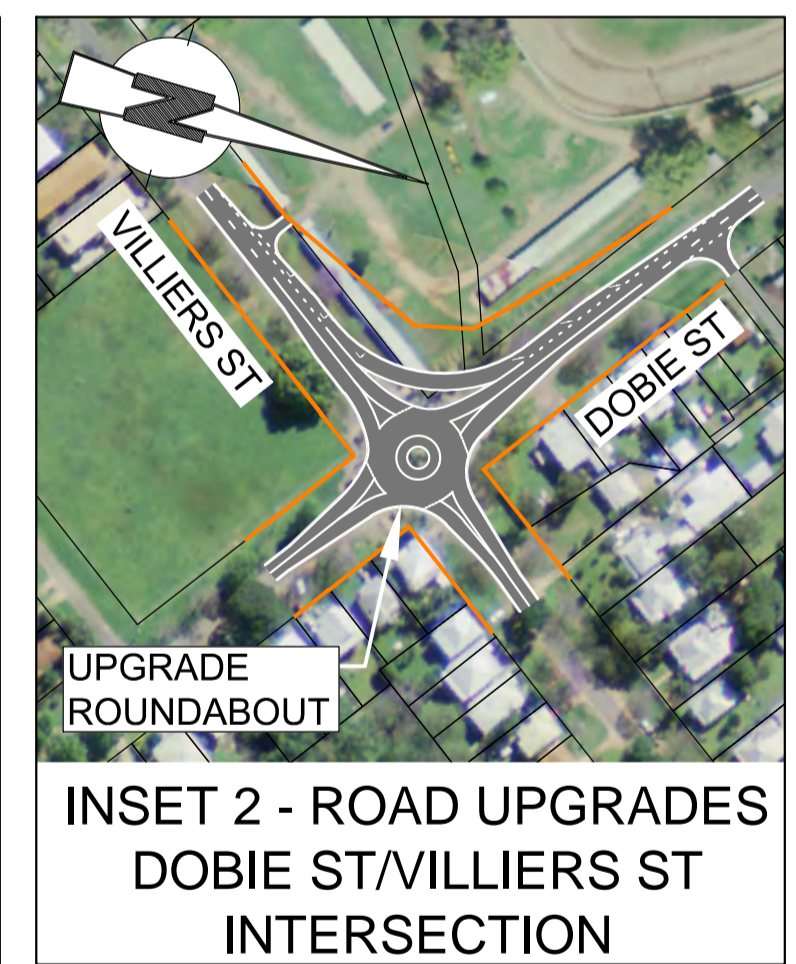 N
VILLIERS ST
DOBIE ST
UPGRADE
ROUNDABOUT
INSET 2 - ROAD UPGRADES
DOBIE ST/VILLIERS ST
INTERSECTION